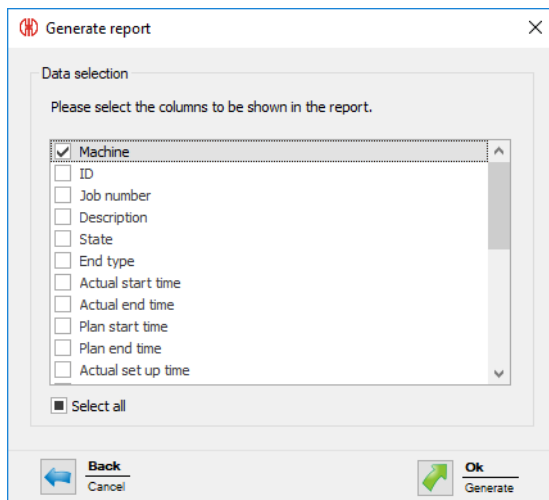 Generate report
Data selection
Please select the columns to be shown in the report.
Machine
ID
Job number
Description
State
End type
Actual start time
Actual end time
Plan start time
Plan end time
Actual set up time
Select all
Back
Cancel
Ok
Generate